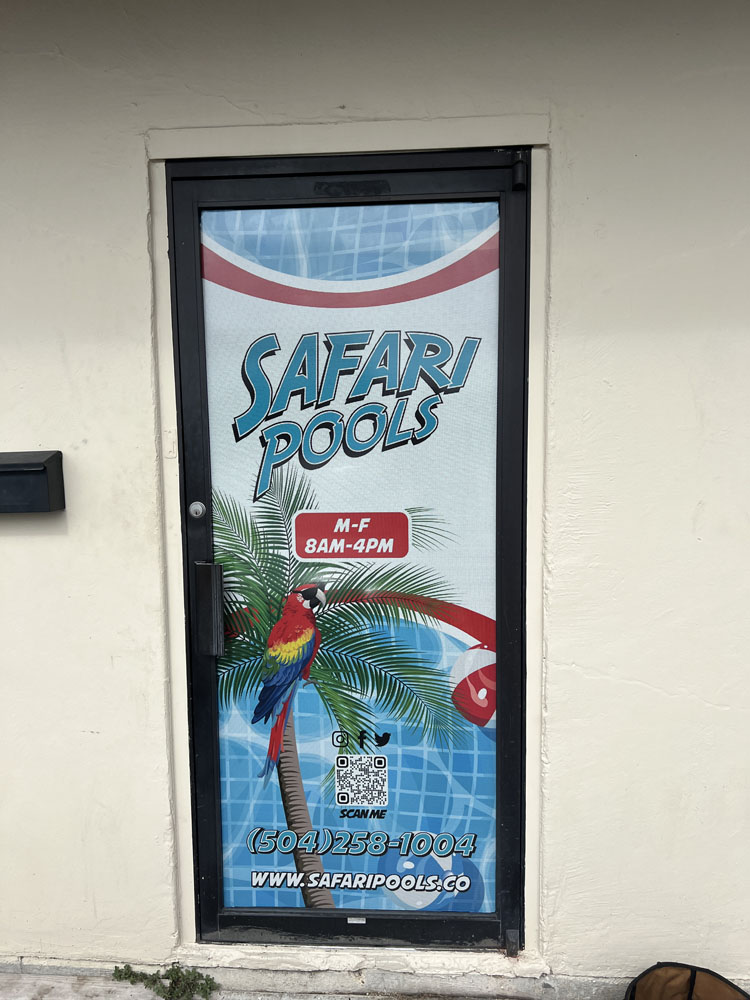 SAFARI
POOLS
M-F
8AM-4PM
SCAN ME
(504)258-1004
WWW.SAFARIPOOLS.CO